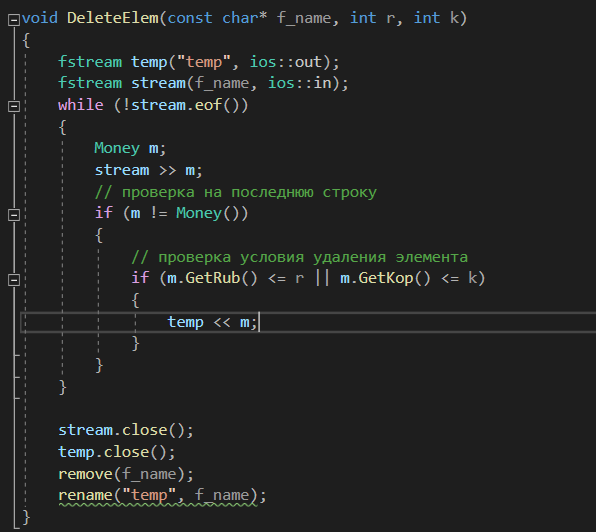 void DeleteElem(const char* f_name, int r, int k)
{
    fstream temp("temp", ios::out);
    fstream stream(f_name, ios::in);
    while (!stream.eof())
    {
        Money m;
        stream >> m;
        // проверка на последнюю строку
        if (m != Money())
        {
            // проверка условия удаления элемента
            if (m.GetRub() <= r || m.GetKop() <= k)
            {
                temp << m;
            }
        }
    }

    stream.close();
    temp.close();
    remove(f_name);
    rename("temp", f_name);
}